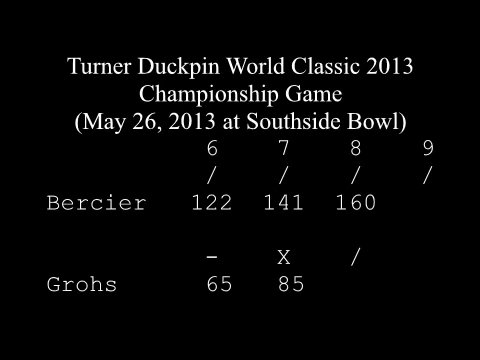 Turner Duckpin World Classic 2013
Championship Game
(May 26, 2013 at Southside Bowl)
6 7 8 9
/ / / /
Bercier 122 141 160
- X /
Grohs 65 85